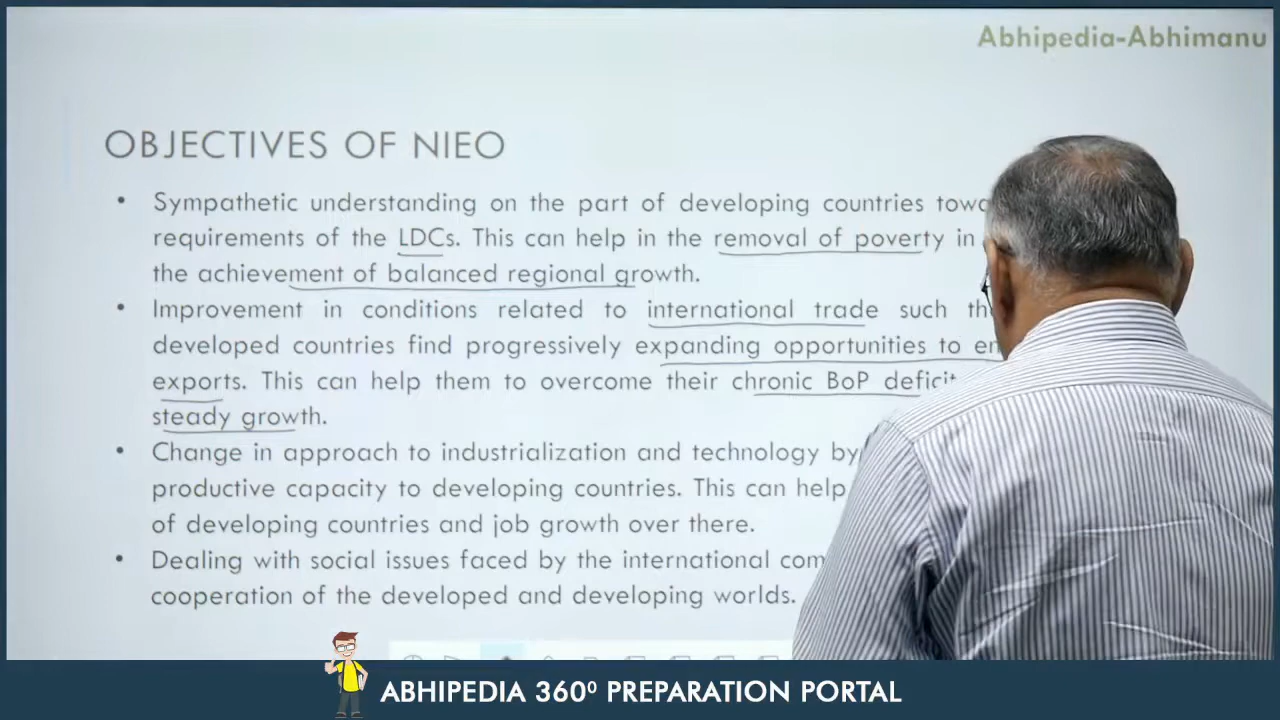 Abhipedia-Abhimanu
OBJECTIVES OF NIEO
• Sympathetic understanding on the part of developing countries
requirements of the LDCs. This can help in the removal of poverty in
the achievement of balanced regional growth.
• Improvement in conditions related to international trade such
developed countries find progressively expanding opportunities to
exports. This can help them to overcome their chronic BoP deficit
steady growth.
• Change in approach to industrialization and technology by
productive capacity to developing countries. This can help
of developing countries and job growth over there.
• Dealing with social issues faced by the international
cooperation of the developed and developing worlds.
ABHIPEDIA 360⁰ PREPARATION PORTAL